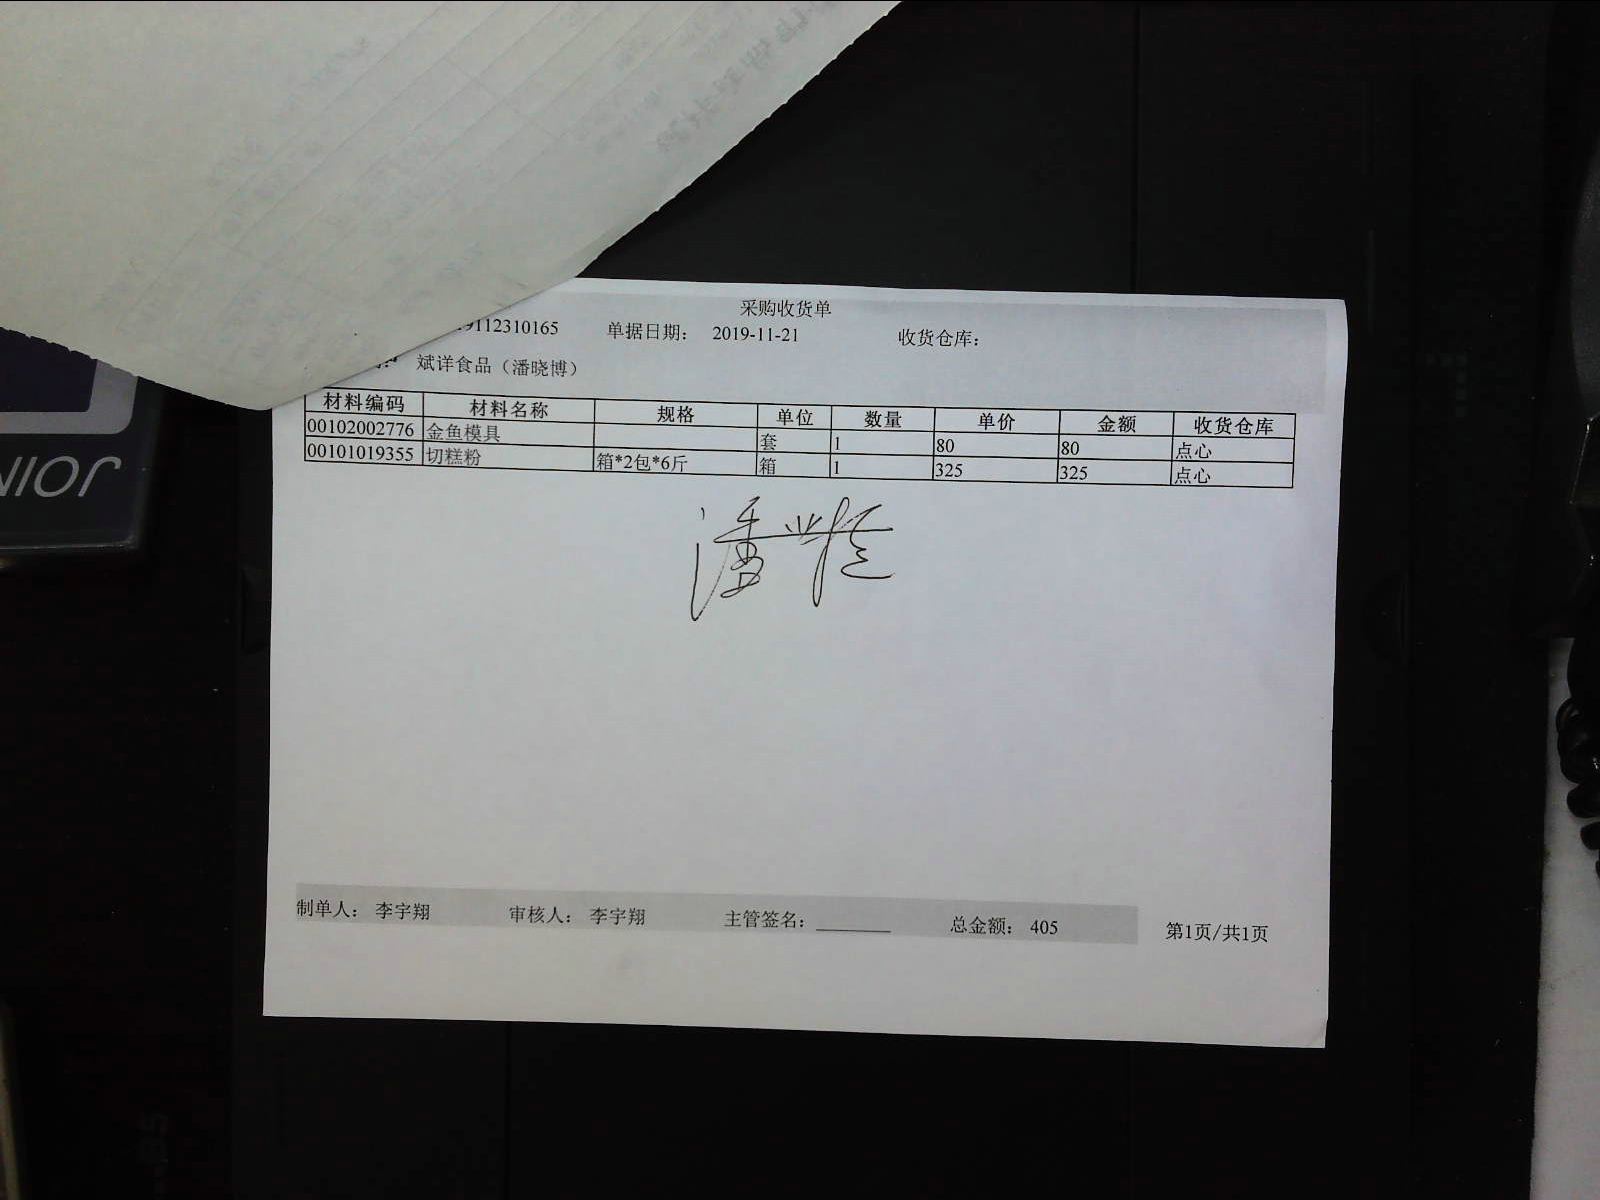 采购收货单
9112310165 单据日期: 2019-11-21 收货仓库:
斌详食品（潘晓博）
材料编码 材料名称 规格 单位 数量 单价 金额 收货仓库
00102002776 金鱼模具 套 1 80 80 点心
00101019355 切糕粉 箱*2包*6斤 箱 1 325 325 点心
制单人: 李宇翔 审核人: 李宇翔 主管签名: 总金额: 405 第1页/共1页